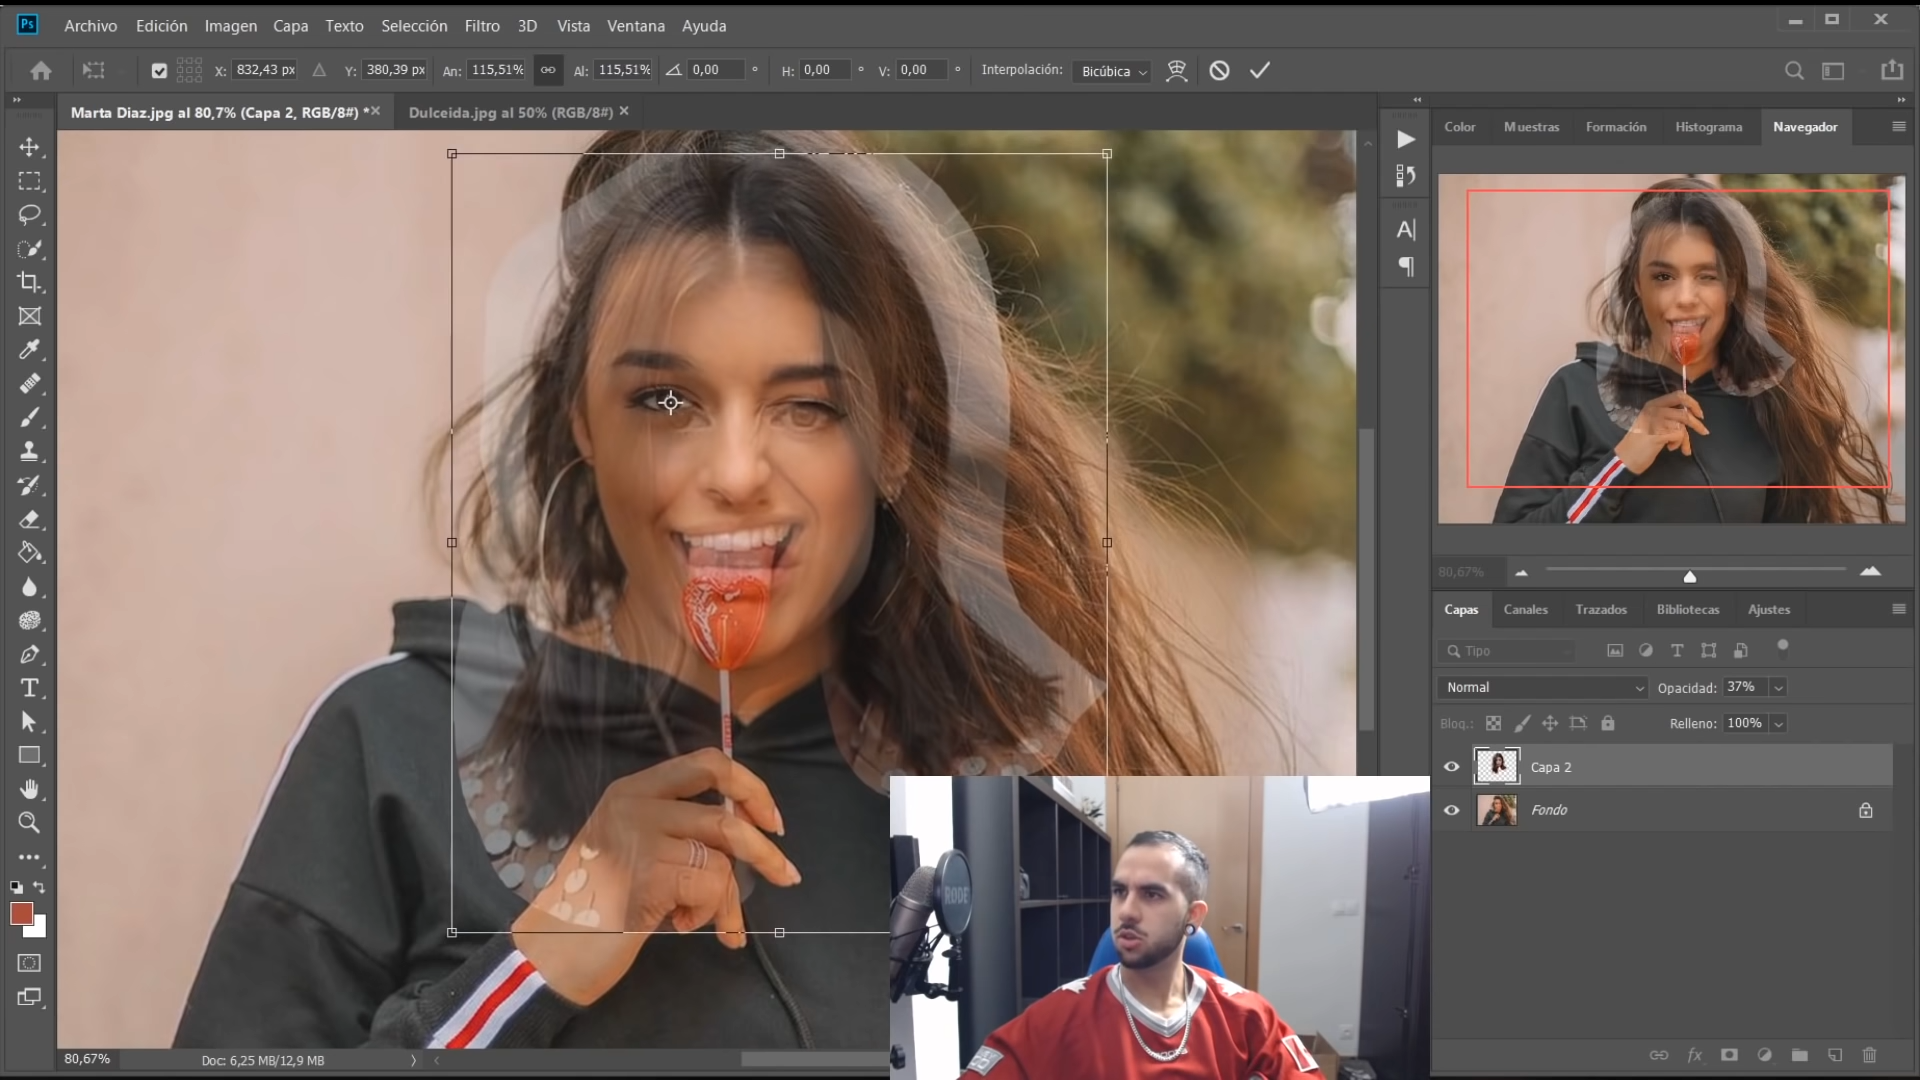 Ps Archivo Edición Imagen Capa Texto Selección Filtro 3D Vista Ventana Ayuda
X: 832,43 px Y: 380,39 px An: 115,51% Al: 115,51% 0,00 ° H: 0,00 ° V: 0,00 ° Interpolación: Bicúbica
Marta Diaz.jpg al 80,7% (Capa 2, RGB/8#) * Dulceida.jpg al 50% (RGB/8#)
Color Muestras Formación Histograma Navegador
80,67%
Capas Canales Trazados Bibliotecas Ajustes
Tipo
Normal Opacidad: 37%
Bloq.: Relleno: 100%
Capa 2
Fondo
RODE
80,67% Doc: 6,25 MB/12,9 MB
fx